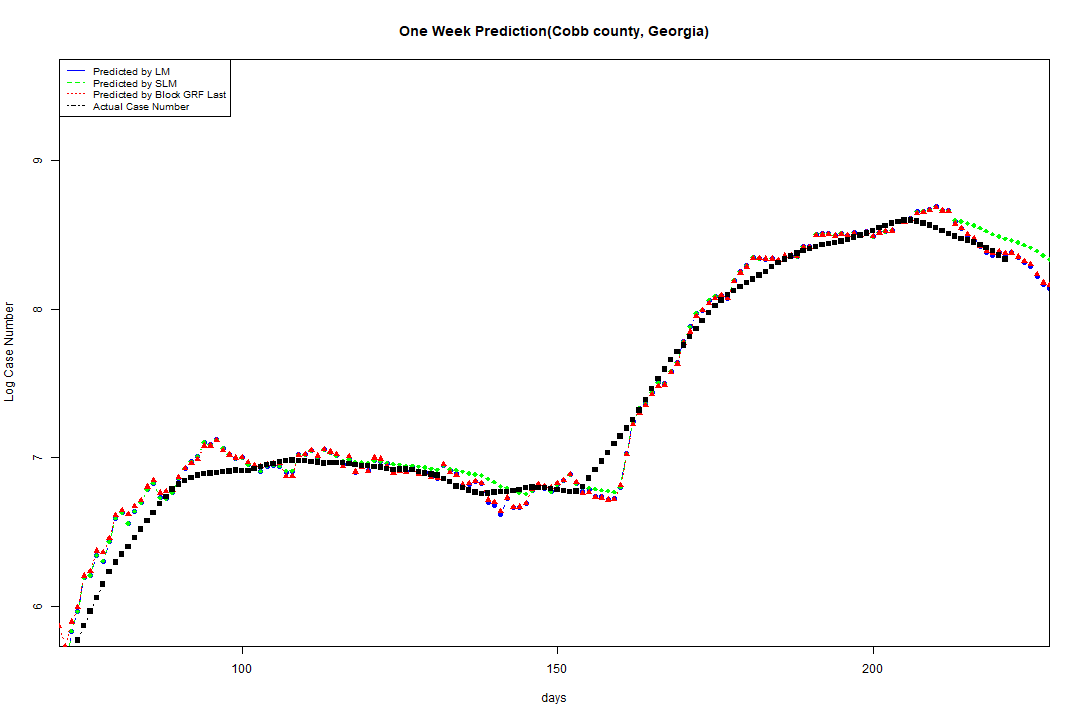 One Week Prediction(Cobb county, Georgia)
Predicted by LM
Predicted by SLM
Predicted by Block GRF Last
Actual Case Number
9
8
7
6
Log Case Number
100 150 200
days